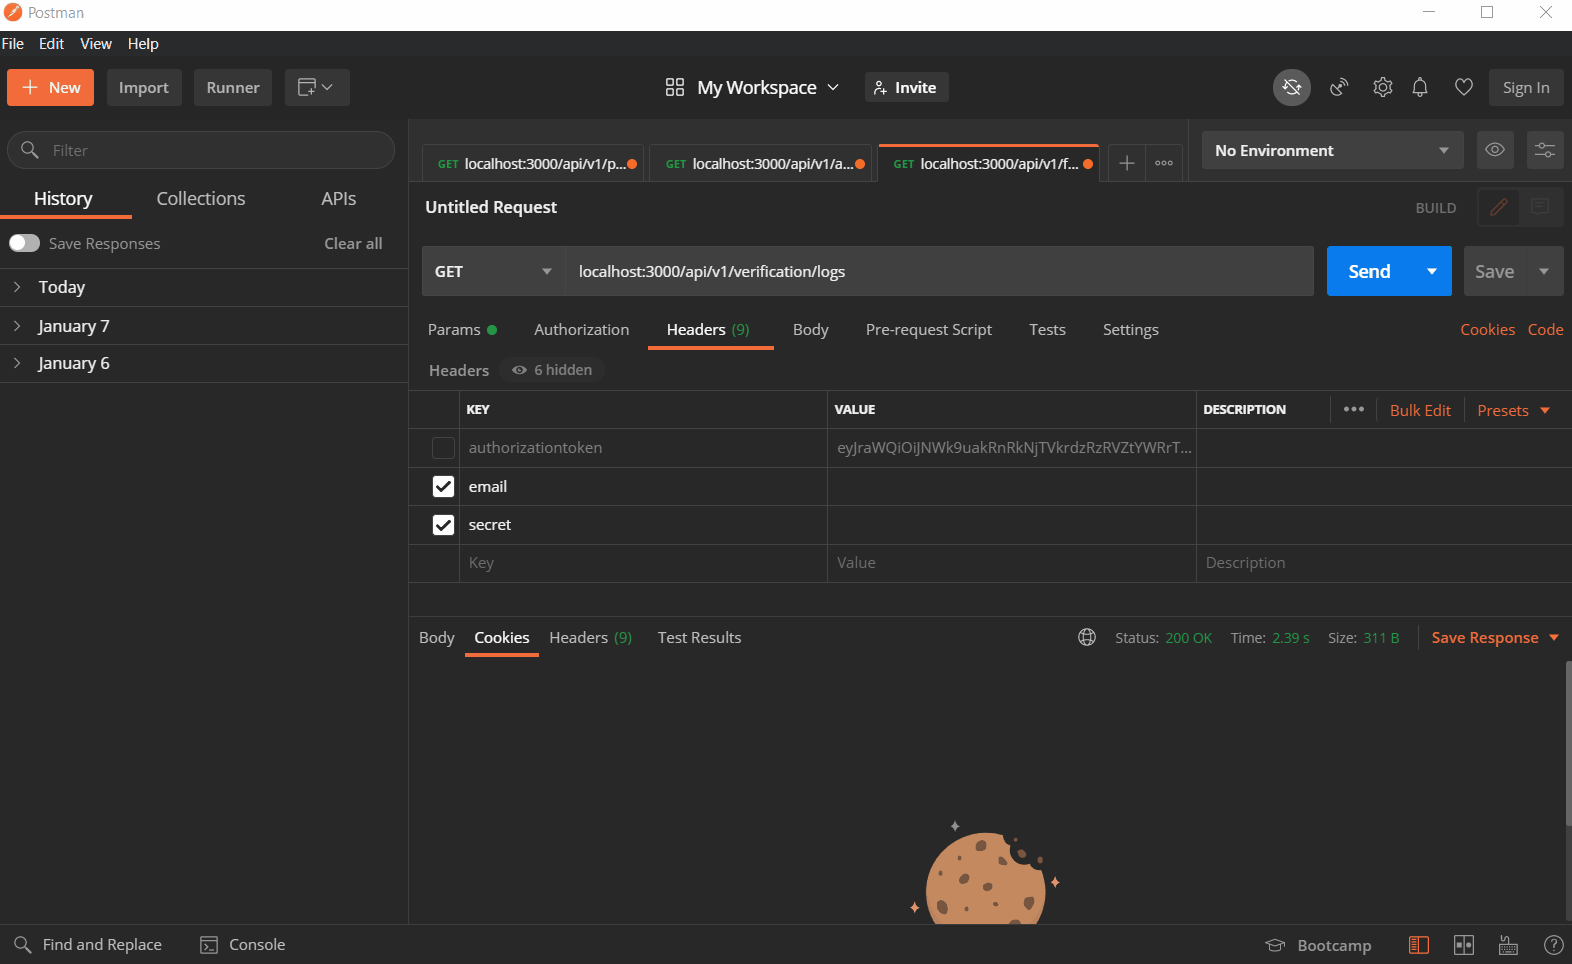 Postman
File Edit View Help
New Import Runner My Workspace Invite Sign In
Filter
History Collections APIs
Save Responses Clear all
Today
January 7
January 6
GET localhost:3000/api/v1/p... GET localhost:3000/api/v1/a... GET localhost:3000/api/v1/f... No Environment
Untitled Request BUILD
GET localhost:3000/api/v1/verification/logs Send Save
Params Authorization Headers (9) Body Pre-request Script Tests Settings Cookies Code
Headers 6 hidden
KEY VALUE DESCRIPTION Bulk Edit Presets
authorizationtoken eyJraWQiOiJNWk9uakRnRkNjTVkrdzRzRVZtYWRrT...
email
secret
Key Value Description
Body Cookies Headers (9) Test Results Status: 200 OK Time: 2.39 s Size: 311 B Save Response
Find and Replace Console Bootcamp